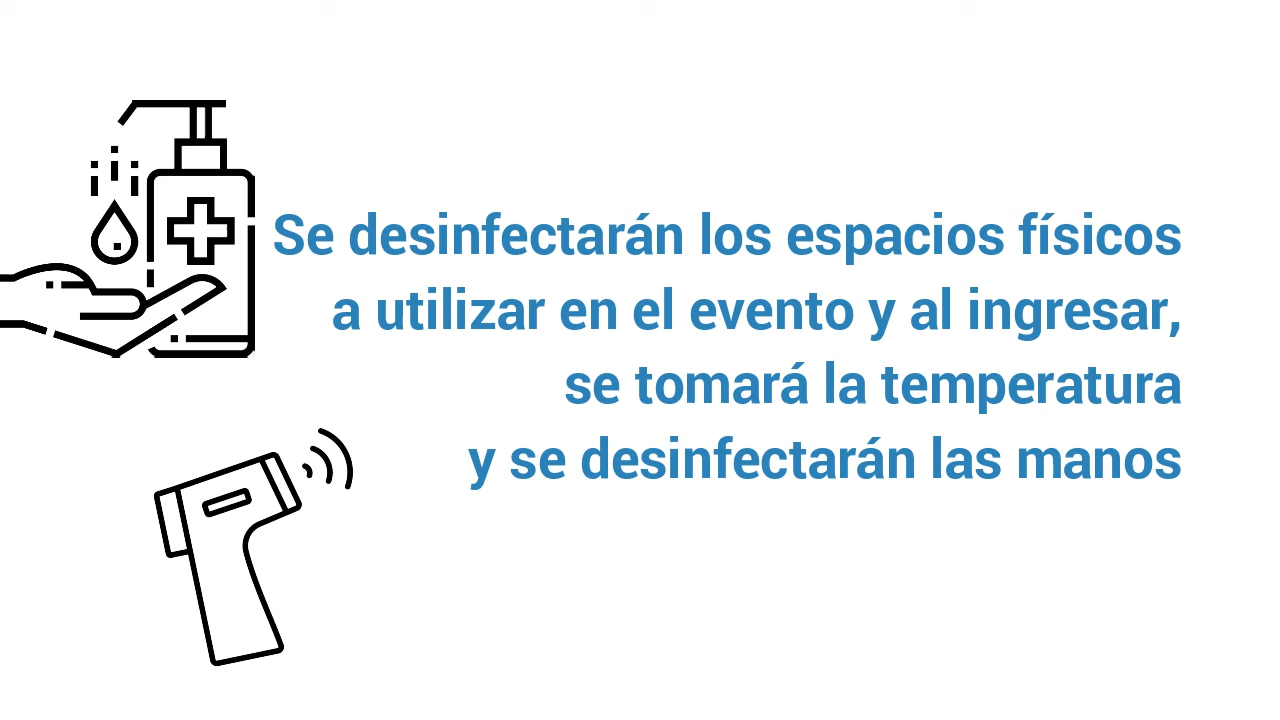 Se desinfectarán los espacios físicos
a utilizar en el evento y al ingresar,
se tomará la temperatura
y se desinfectarán las manos